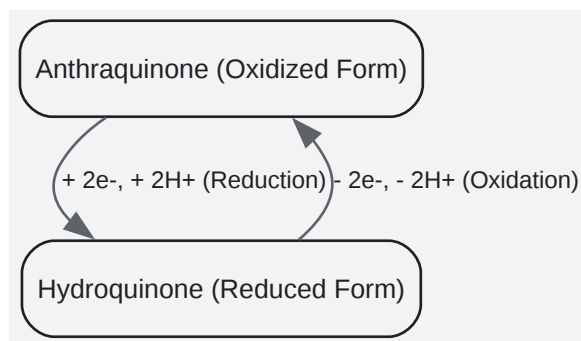 Anthraquinone (Oxidized Form)
+ 2e-, + 2H+ (Reduction)
- 2e-, - 2H+ (Oxidation)
Hydroquinone (Reduced Form)